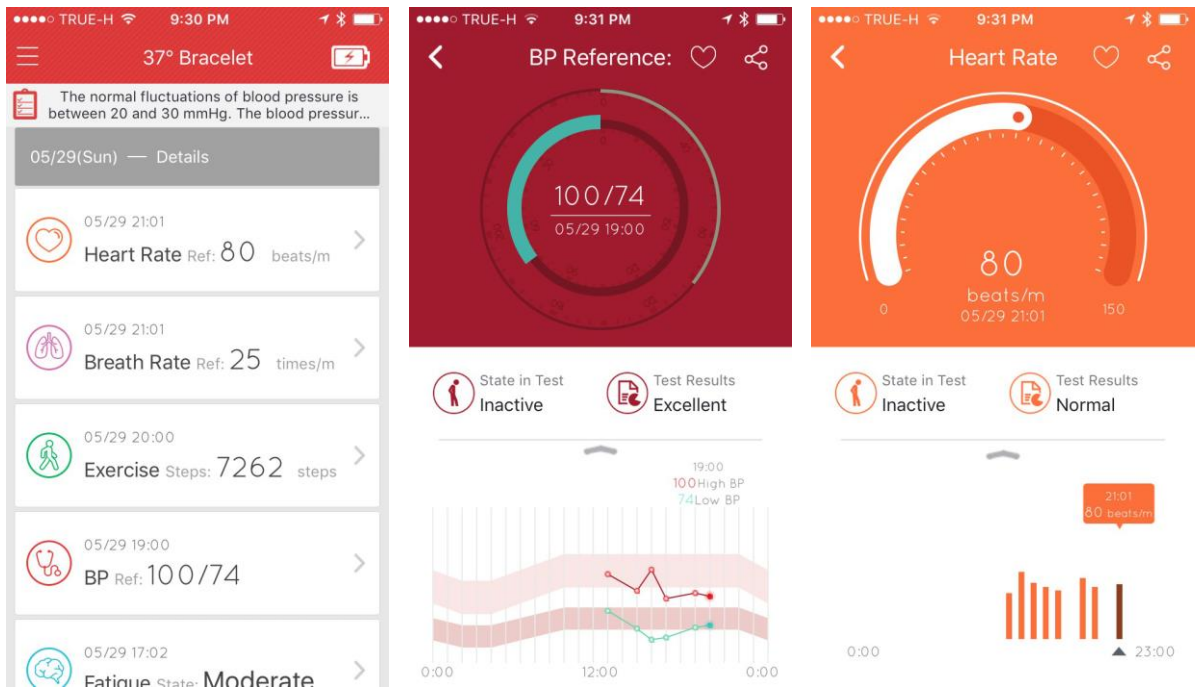 TRUE-H 9:30 PM
37° Bracelet
The normal fluctuations of blood pressure is
between 20 and 30 mmHg. The blood pressur...
05/29(Sun) — Details
05/29 21:01
Heart Rate Ref: 80 beats/m
05/29 21:01
Breath Rate Ref: 25 times/m
05/29 20:00
Exercise Steps: 7262 steps
05/29 19:00
BP Ref: 100/74
05/29 17:02
Fatigue State: Moderate
TRUE-H 9:31 PM
BP Reference:
100/74
05/29 19:00
State in Test
Inactive
Test Results
Excellent
19:00
100 High BP
74 Low BP
0:00 12:00 0:00
TRUE-H 9:31 PM
Heart Rate
80
beats/m
05/29 21:01
0 150
State in Test
Inactive
Test Results
Normal
21:01
80 beats/m
0:00 23:00